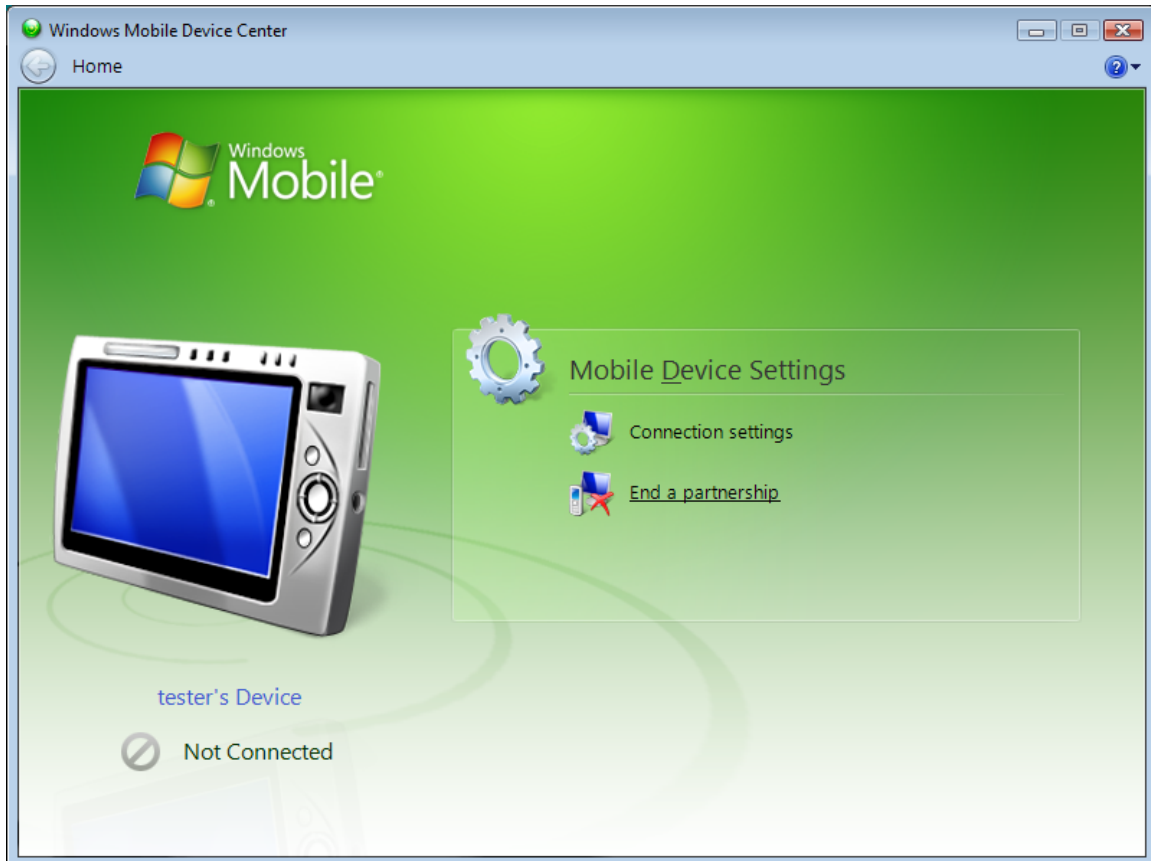 Windows Mobile Device Center
Home
Windows
Mobile®
Mobile Device Settings
Connection settings
End a partnership
tester's Device
Not Connected